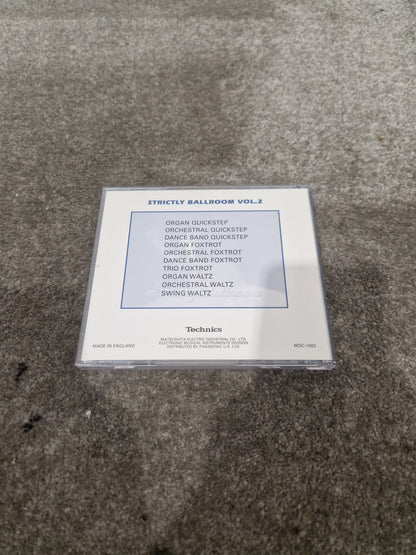 STRICTLY BALLROOM VOL.2
ORGAN QUICKSTEP
ORCHESTRAL QUICKSTEP
DANCE BAND QUICKSTEP
ORGAN FOXTROT
ORCHESTRAL FOXTROT
DANCE BAND FOXTROT
TRIO FOXTROT
ORGAN WALTZ
ORCHESTRAL WALTZ
SWING WALTZ
Technics
MATSUSHITA ELECTRIC INDUSTRIAL CO., LTD.
ELECTRONIC MUSICAL INSTRUMENTS DIVISION
DISTRIBUTED BY PANASONIC U.K. LTD.
MADE IN ENGLAND